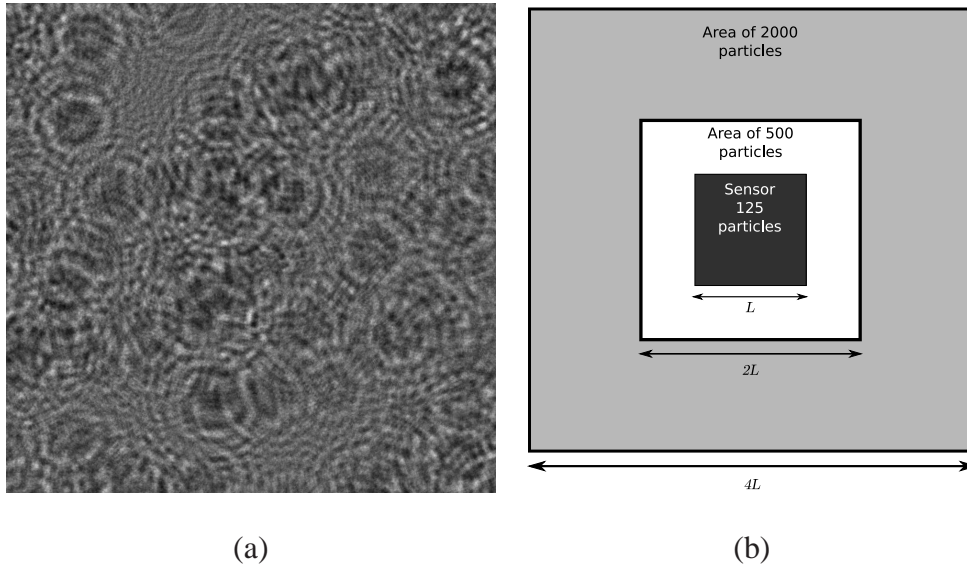 Area of 2000
particles
Area of 500
particles
Sensor
125
particles
L
2L
4L
(a)
(b)